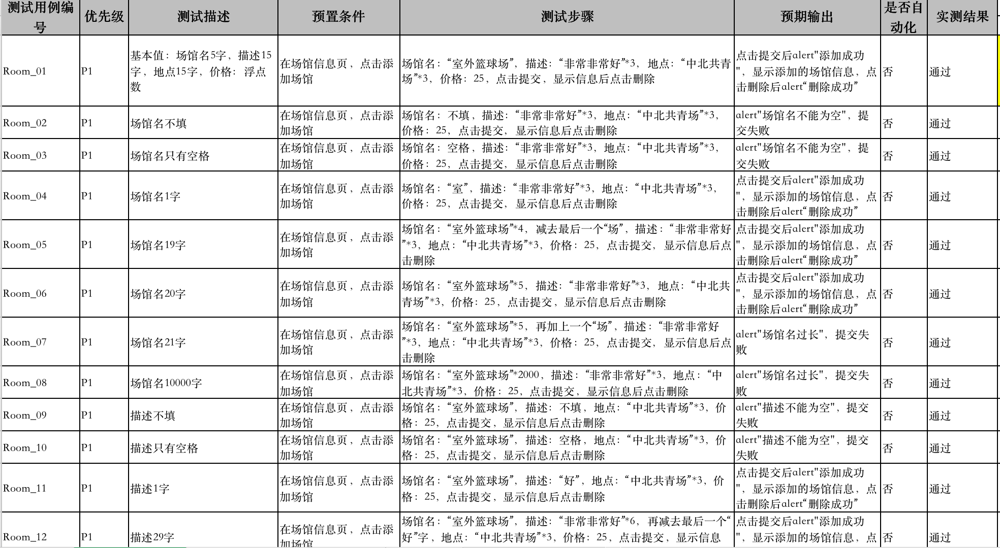 测试用例编
号
优先级
测试描述
预置条件
测试步骤
预期输出
是否自
动化
实测结果
Room_01
P1
基本值：场馆名5字，描述15
字，地点15字，价格：浮点
数
在场馆信息页，点击添
加场馆
场馆名：“室外篮球场”，描述：“非常非常好”*3，地点：“中北共青
场”*3，价格：25，点击提交，显示信息后点击删除
点击提交后alert"添加成功
"，显示添加的场馆信息，点
击删除后alert“删除成功”
否
通过
Room_02
P1
场馆名不填
在场馆信息页，点击添
加场馆
场馆名：不填，描述：“非常非常好”*3，地点：“中北共青场”*3，
价格：25，点击提交，显示信息后点击删除
alert"场馆名不能为空"，提
交失败
否
通过
Room_03
P1
场馆名只有空格
在场馆信息页，点击添
加场馆
场馆名：空格，描述：“非常非常好”*3，地点：“中北共青场”*3，
价格：25，点击提交，显示信息后点击删除
alert"场馆名不能为空"，提
交失败
否
通过
Room_04
P1
场馆名1字
在场馆信息页，点击添
加场馆
场馆名：“室”，描述：“非常非常好”*3，地点：“中北共青场”*3，
价格：25，点击提交，显示信息后点击删除
点击提交后alert"添加成功
"，显示添加的场馆信息，点
击删除后alert“删除成功”
否
通过
Room_05
P1
场馆名19字
在场馆信息页，点击添
加场馆
场馆名：“室外篮球场”*4，减去最后一个“场”，描述：“非常非常好
”*3，地点：“中北共青场”*3，价格：25，点击提交，显示信息后点
击删除
点击提交后alert"添加成功
"，显示添加的场馆信息，点
击删除后alert“删除成功”
否
通过
Room_06
P1
场馆名20字
在场馆信息页，点击添
加场馆
场馆名：“室外篮球场”*5，描述：“非常非常好”*3，地点：“中北共
青场”*3，价格：25，点击提交，显示信息后点击删除
点击提交后alert"添加成功
"，显示添加的场馆信息，点
击删除后alert“删除成功”
否
通过
Room_07
P1
场馆名21字
在场馆信息页，点击添
加场馆
场馆名：“室外篮球场”*5，再加上一个“场”，描述：“非常非常好
”*3，地点：“中北共青场”*3，价格：25，点击提交，显示信息后点
击删除
alert"场馆名过长"，提交失
败
否
通过
Room_08
P1
场馆名10000字
在场馆信息页，点击添
加场馆
场馆名：“室外篮球场”*2000，描述：“非常非常好”*3，地点：“中
北共青场”*3，价格：25，点击提交，显示信息后点击删除
alert"场馆名过长"，提交失
败
否
通过
Room_09
P1
描述不填
在场馆信息页，点击添
加场馆
场馆名：“室外篮球场”，描述：不填，地点：“中北共青场”*3，价
格：25，点击提交，显示信息后点击删除
alert"描述不能为空"，提交
失败
否
通过
Room_10
P1
描述只有空格
在场馆信息页，点击添
加场馆
场馆名：“室外篮球场”，描述：空格，地点：“中北共青场”*3，价
格：25，点击提交，显示信息后点击删除
alert"描述不能为空"，提交
失败
否
通过
Room_11
P1
描述1字
在场馆信息页，点击添
加场馆
场馆名：“室外篮球场”，描述：“好”，地点：“中北共青场”*3，价
格：25，点击提交，显示信息后点击删除
点击提交后alert"添加成功
"，显示添加的场馆信息，点
击删除后alert“删除成功”
否
通过
Room_12
P1
描述29字
在场馆信息页，点击添
加场馆
场馆名：“室外篮球场”，描述：“非常非常好”*6，再减去最后一个“
好”字，地点：“中北共青场”*3，价格：25，点击提交，显示信息
点击提交后alert"添加成功
"，显示添加的场馆信息，点
否
通过